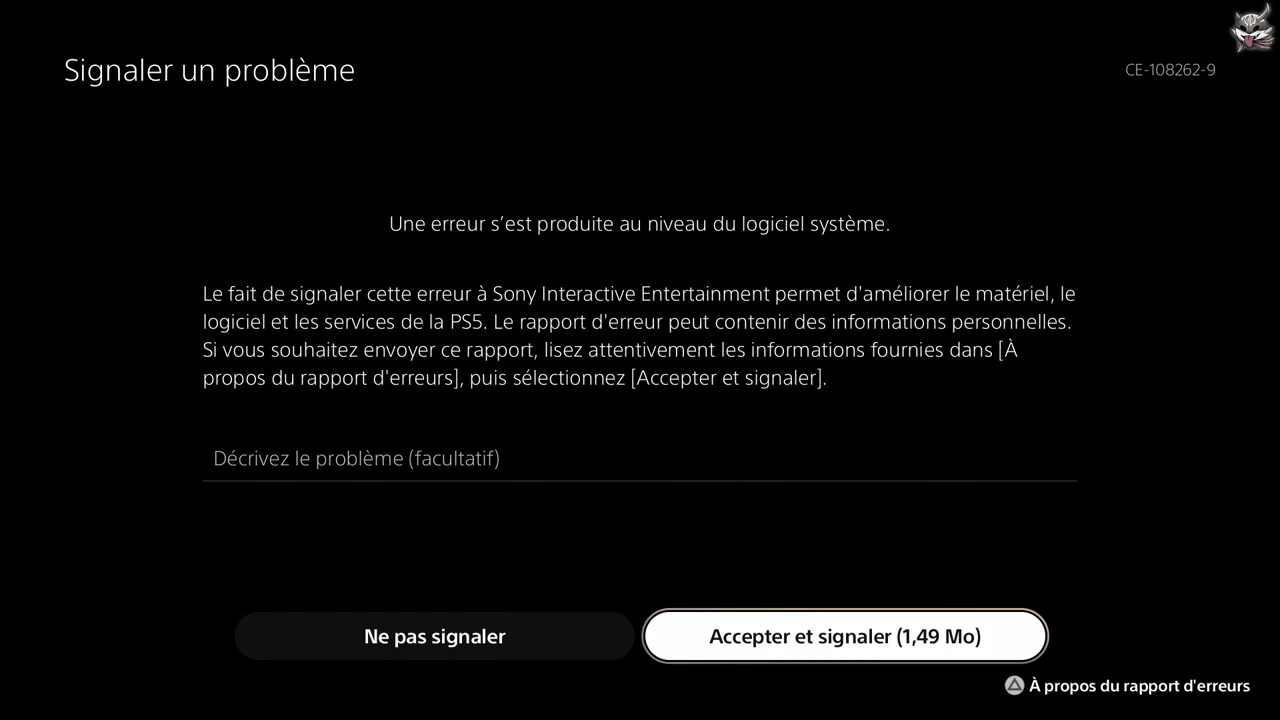 Signaler un problème
CE-108262-9
Une erreur s’est produite au niveau du logiciel système.
Le fait de signaler cette erreur à Sony Interactive Entertainment permet d'améliorer le matériel, le
logiciel et les services de la PS5. Le rapport d'erreur peut contenir des informations personnelles.
Si vous souhaitez envoyer ce rapport, lisez attentivement les informations fournies dans [À
propos du rapport d'erreurs], puis sélectionnez [Accepter et signaler].
Décrivez le problème (facultatif)
Ne pas signaler
Accepter et signaler (1,49 Mo)
À propos du rapport d'erreurs